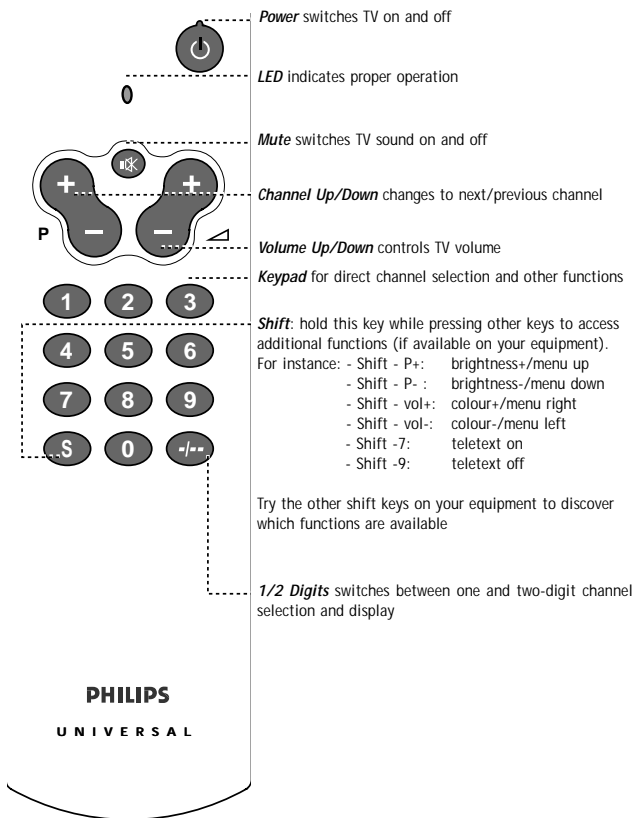 Power switches TV on and off
LED indicates proper operation
Mute switches TV sound on and off
+ +
Channel Up/Down changes to next/previous channel
P − −
Volume Up/Down controls TV volume
Keypad for direct channel selection and other functions
1 2 3
Shift: hold this key while pressing other keys to access
additional functions (if available on your equipment).
4 5 6
For instance: - Shift - P+: brightness+/menu up
- Shift - P- : brightness-/menu down
- Shift - vol+: colour+/menu right
7 8 9
- Shift - vol-: colour-/menu left
- Shift -7: teletext on
S 0 -/--
- Shift -9: teletext off
Try the other shift keys on your equipment to discover
which functions are available
1/2 Digits switches between one and two-digit channel
selection and display
PHILIPS
UNIVERSAL